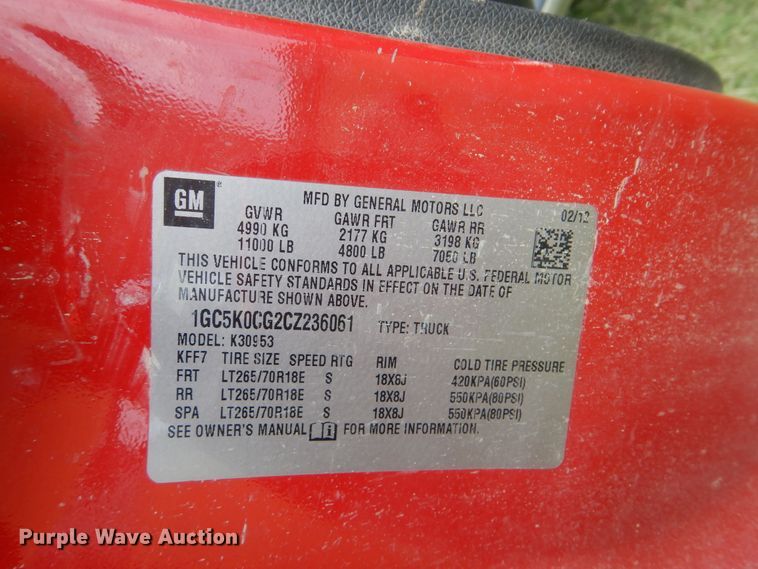 GM ®
MFD BY GENERAL MOTORS LLC
02/12
GVWR GAWR FRT GAWR RR
4990 KG 2177 KG 3198 KG
11000 LB 4800 LB 7050 LB
THIS VEHICLE CONFORMS TO ALL APPLICABLE U.S. FEDERAL MOTOR
VEHICLE SAFETY STANDARDS IN EFFECT ON THE DATE OF
MANUFACTURE SHOWN ABOVE.
1GC5K0CG2CZ236061 TYPE: TRUCK
MODEL: K30953
KFF7 TIRE SIZE SPEED RTG RIM COLD TIRE PRESSURE
FRT LT265/70R18E S 18X8J 420KPA(60PSI)
RR LT265/70R18E S 18X8J 550KPA(80PSI)
SPA LT265/70R18E S 18X8J 550KPA(80PSI)
SEE OWNER'S MANUAL FOR MORE INFORMATION.
Purple Wave Auction